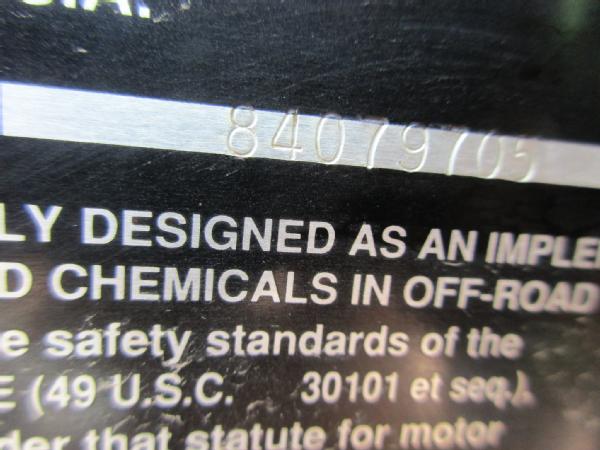 S.A.
84079705
LY DESIGNED AS AN IMPLE
D CHEMICALS IN OFF-ROAD
e safety standards of the
E (49 U.S.C. 30101 et seq.).
der that statute for motor